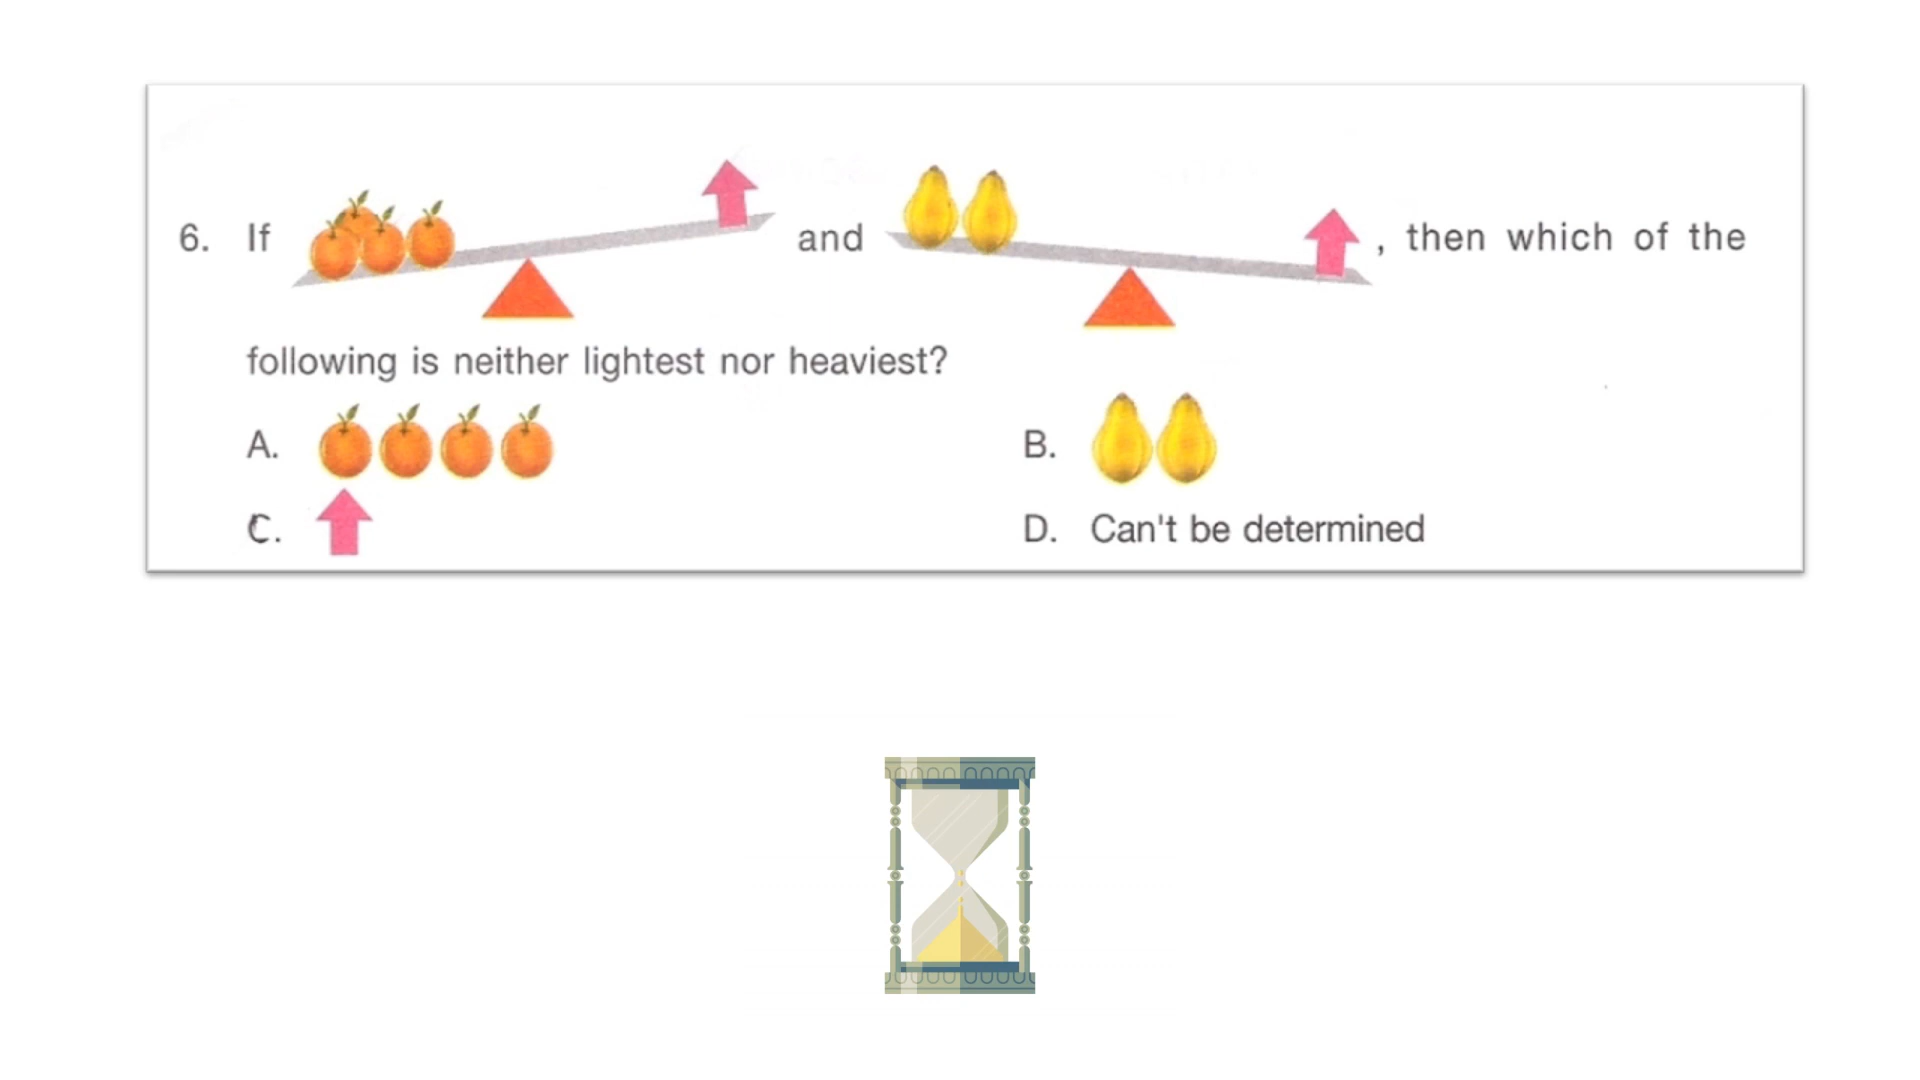 6. If and , then which of the
following is neither lightest nor heaviest?
A. B.
C. D. Can't be determined